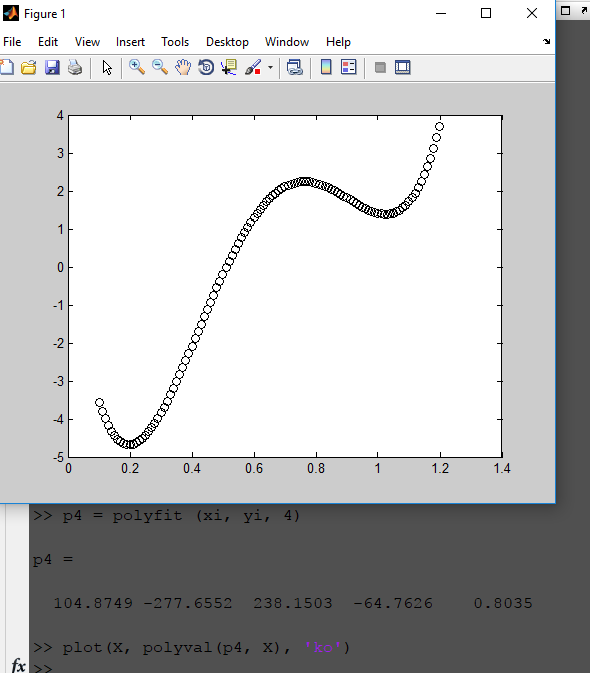 Figure 1
File Edit View Insert Tools Desktop Window Help
4
3
2
1
0
-1
-2
-3
-4
-5
0 0.2 0.4 0.6 0.8 1 1.2 1.4
>> p4 = polyfit (xi, yi, 4)
p4 =
104.8749 -277.6552 238.1503 -64.7626 0.8035
>> plot(X, polyval(p4, X), 'ko')
fx >>